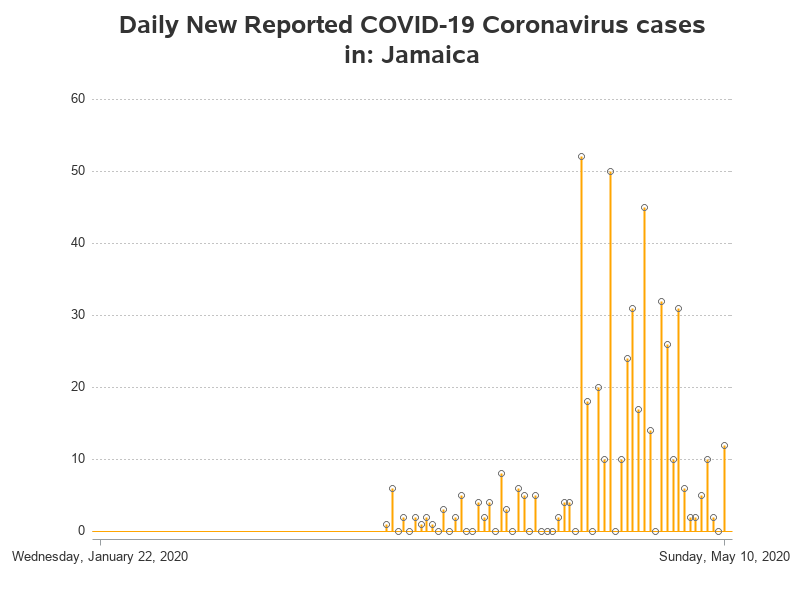 Daily New Reported COVID-19 Coronavirus cases
in: Jamaica
60
50
40
30
20
10
0
Wednesday, January 22, 2020
Sunday, May 10, 2020